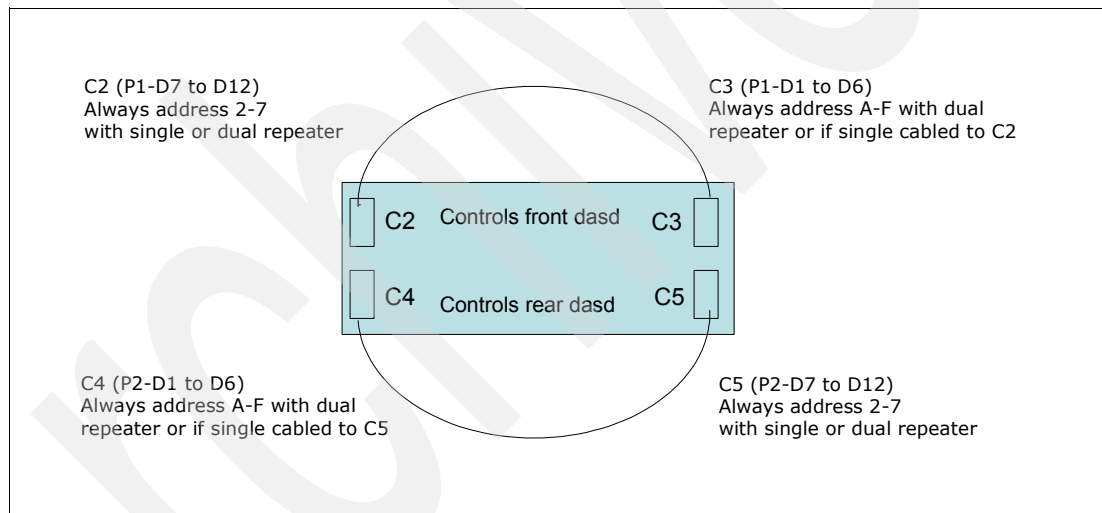 C2 (P1-D7 to D12)
Always address 2-7
with single or dual repeater
C3 (P1-D1 to D6)
Always address A-F with dual
repeater or if single cabled to C2
C2 Controls front dasd C3
C4 Controls rear dasd C5
C4 (P2-D1 to D6)
Always address A-F with dual
repeater or if single cabled to C5
C5 (P2-D7 to D12)
Always address 2-7
with single or dual repeater